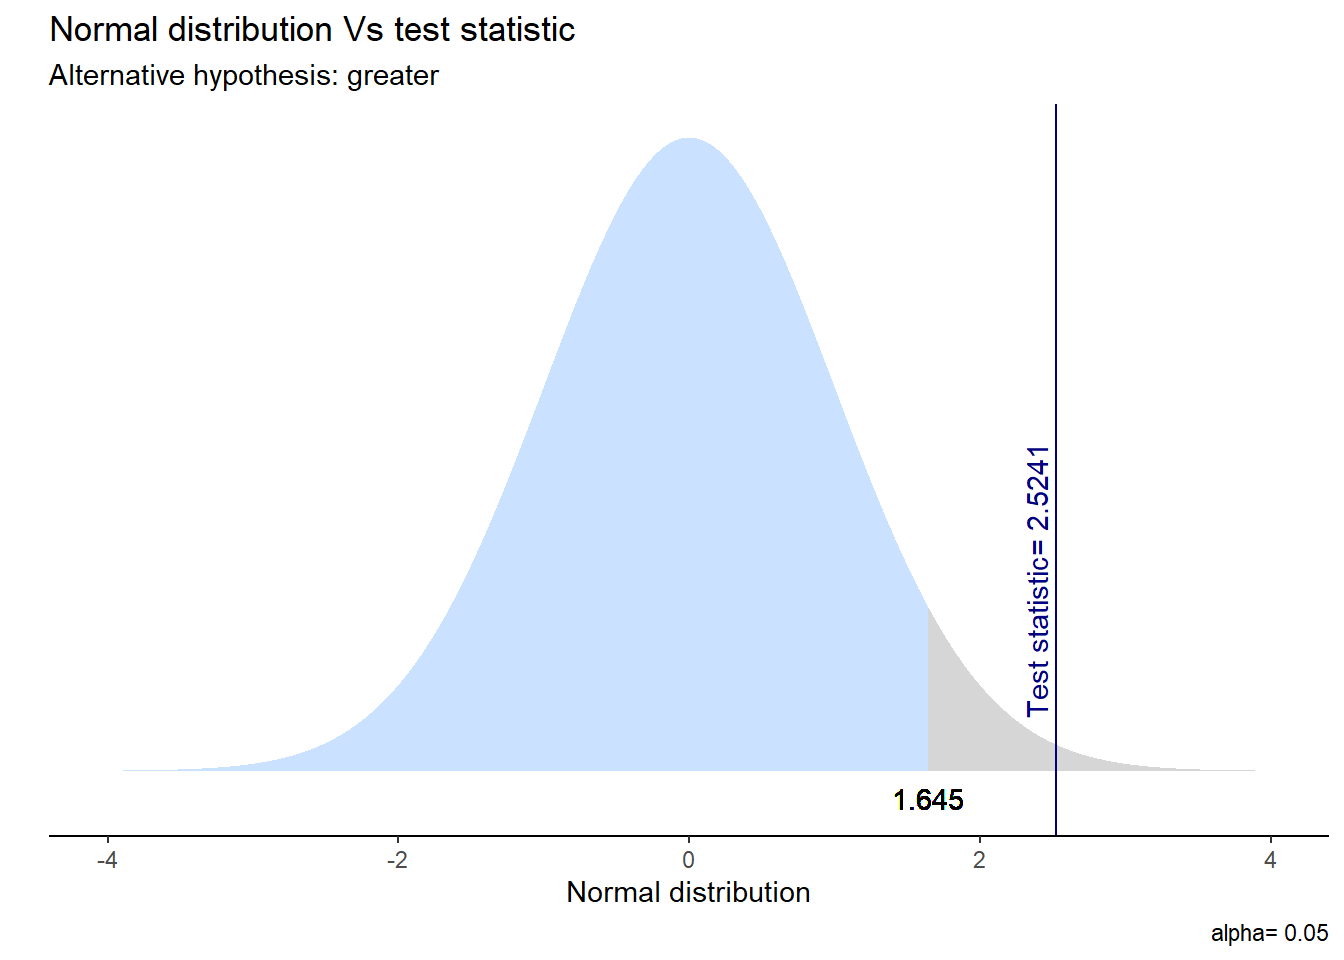 Normal distribution Vs test statistic
Alternative hypothesis: greater
Test statistic= 2.5241
1.645
-4 -2 0 2 4
Normal distribution
alpha= 0.05